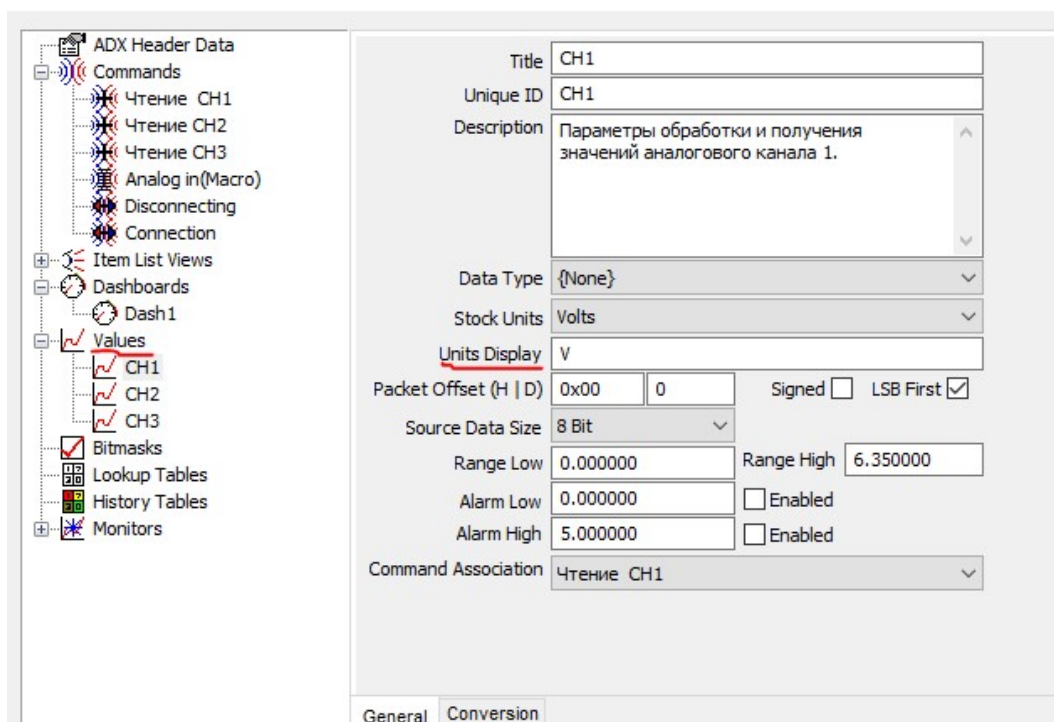 ADX Header Data
Commands
Чтение CH1
Чтение CH2
Чтение CH3
Analog in(Macro)
Disconnecting
Connection
Item List Views
Dashboards
Dash1
Values
CH1
CH2
CH3
Bitmasks
Lookup Tables
History Tables
Monitors
Title CH1
Unique ID CH1
Description Параметры обработки и получения
значений аналогового канала 1.
Data Type {None}
Stock Units Volts
Units Display V
Packet Offset (H | D) 0x00 0 Signed LSB First
Source Data Size 8 Bit
Range Low 0.000000 Range High 6.350000
Alarm Low 0.000000 Enabled
Alarm High 5.000000 Enabled
Command Association Чтение CH1
General Conversion